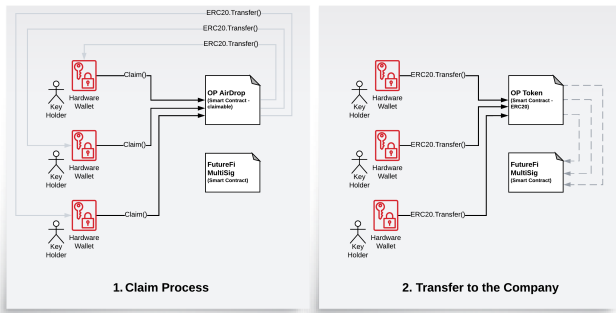 ERC20.Transfer()
ERC20.Transfer()
ERC20.Transfer()
Claim()
Key
Holder
Hardware
Wallet
OP AirDrop
(Smart Contract -
claimable)
Claim()
Key
Holder
Hardware
Wallet
FutureFi
MultiSig
(Smart Contract)
Claim()
Key
Holder
Hardware
Wallet
1. Claim Process
ERC20.Transfer()
Key
Holder
Hardware
Wallet
OP Token
(Smart Contract -
ERC20)
ERC20.Transfer()
Key
Holder
Hardware
Wallet
FutureFi
MultiSig
(Smart Contract)
ERC20.Transfer()
Key
Holder
Hardware
Wallet
2. Transfer to the Company